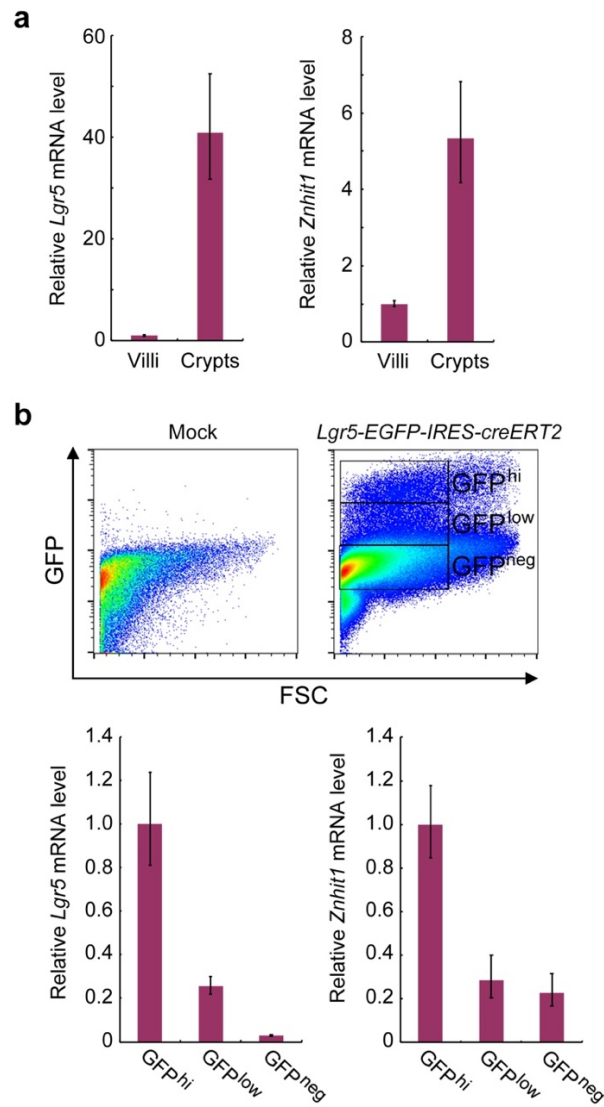 a
Relative Lgr5 mRNA level
60
40
20
0
Villi Crypts
Relative Znhit1 mRNA level
8
6
4
2
0
Villi Crypts
b
Mock
Lgr5-EGFP-IRES-creERT2
GFP
GFPhi
GFPlow
GFPneg
FSC
Relative Lgr5 mRNA level
1.4
1.2
1.0
0.8
0.6
0.4
0.2
0
GFPhi GFPlow GFPneg
Relative Znhit1 mRNA level
1.4
1.2
1.0
0.8
0.6
0.4
0.2
0
GFPhi GFPlow GFPneg